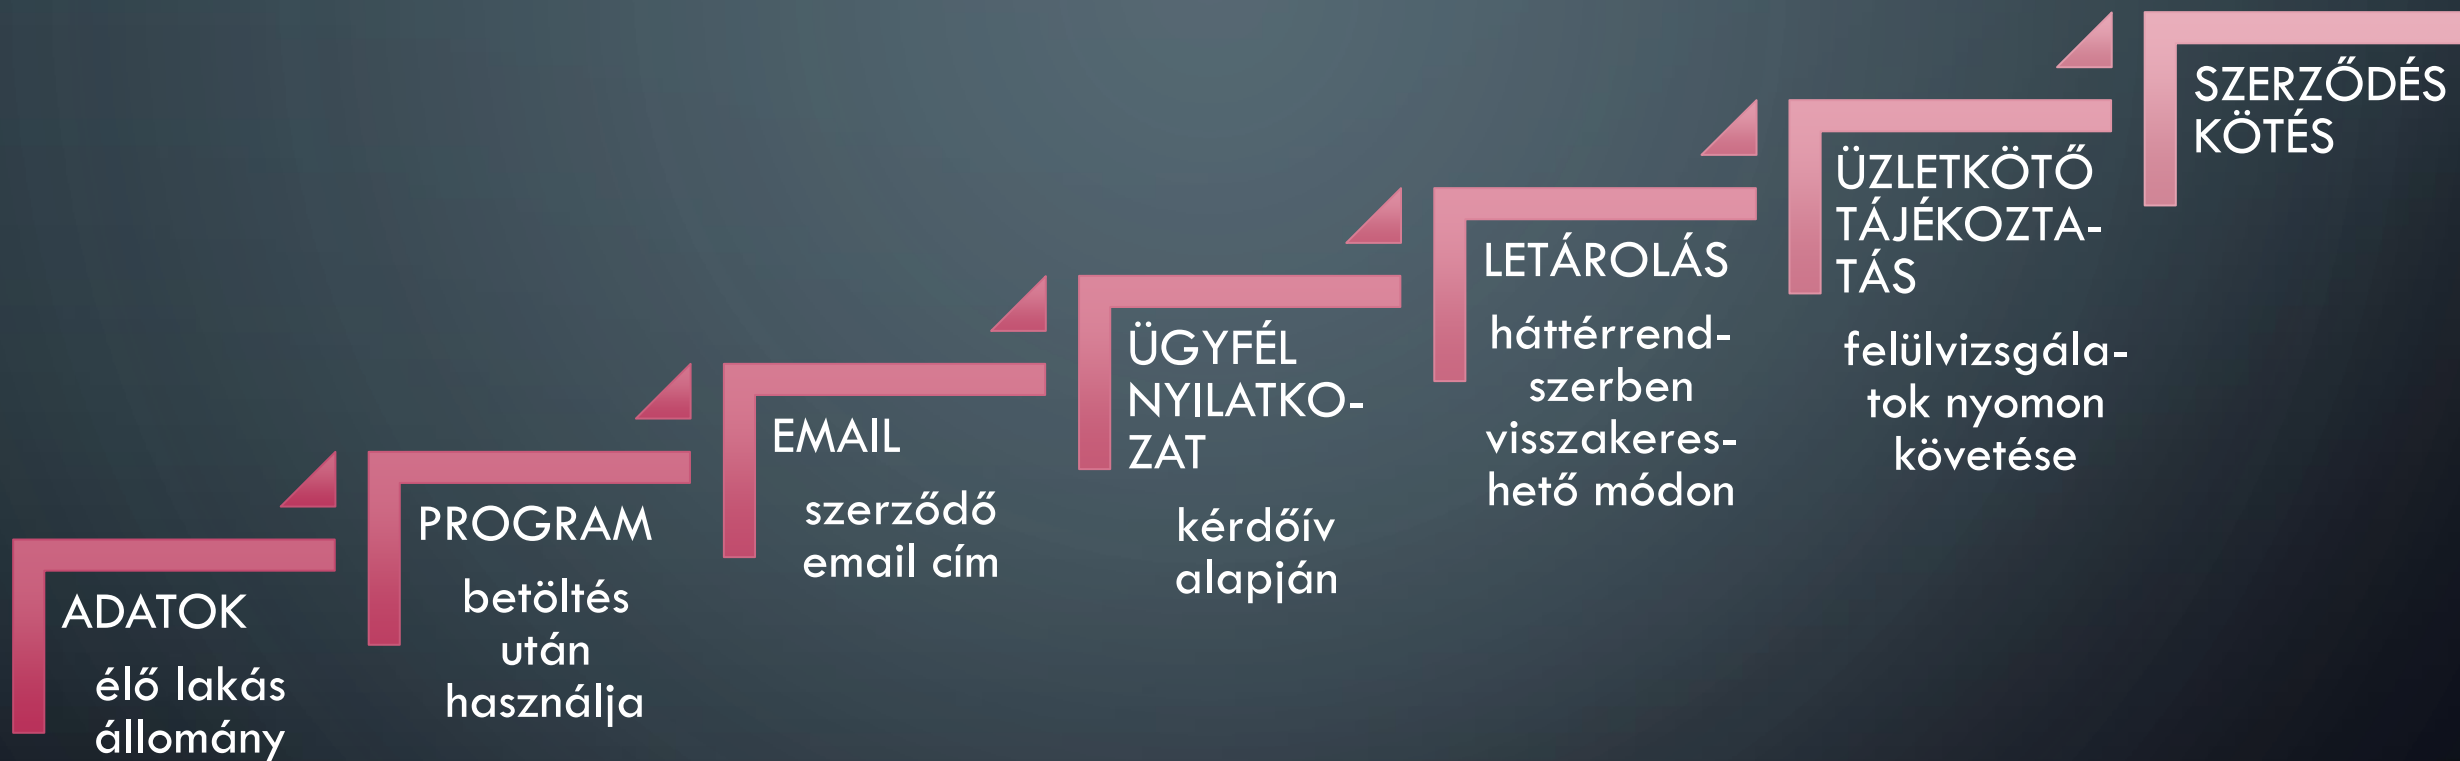 ADATOK
élő lakás
állomány
PROGRAM
betöltés
után
használja
EMAIL
szerződő
email cím
ÜGYFÉL
NYILATKO-
ZAT
kérdőív
alapján
LETÁROLÁS
háttérrend-
szerben
visszakeres-
hető módon
ÜZLETKÖTŐ
TÁJÉKOZTA-
TÁS
felülvizsgála-
tok nyomon
követése
SZERZŐDÉS
KÖTÉS